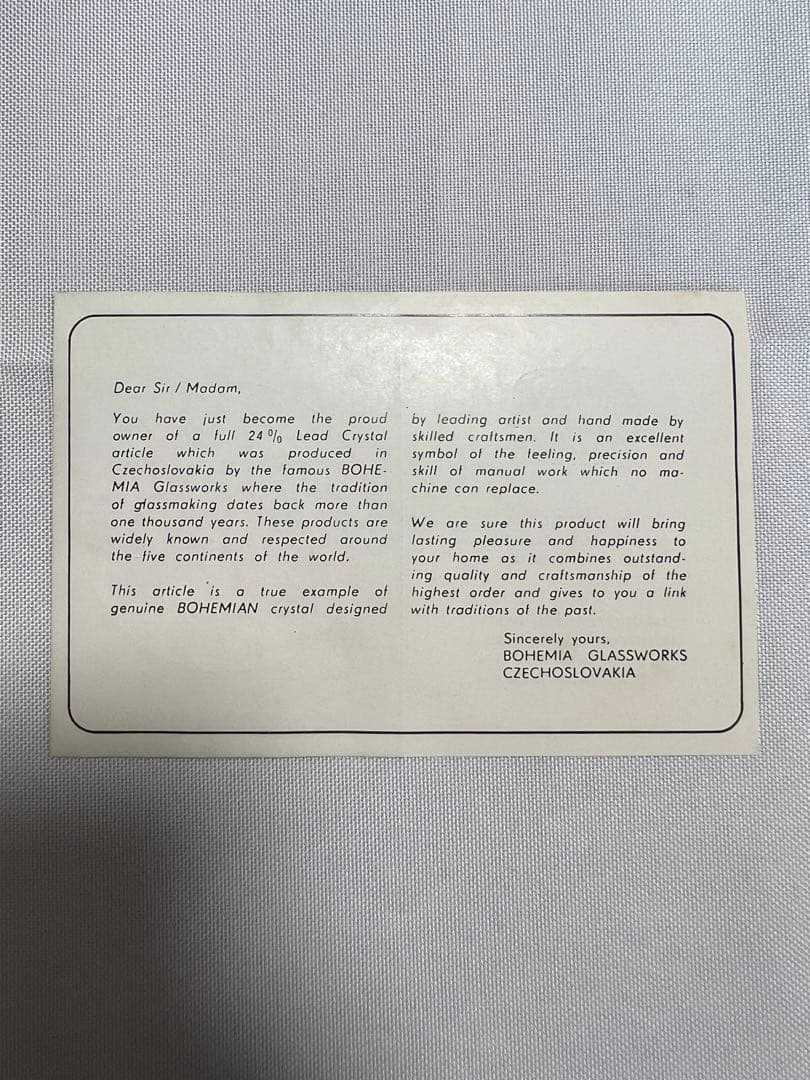 Dear Sir / Madam,
You have just become the proud
owner of a full 24 % Lead Crystal
article which was produced in
Czechoslovakia by the famous BOHE-
MIA Glassworks where the tradition
of glassmaking dates back more than
one thousand years. These products are
widely known and respected around
the five continents of the world.
This article is a true example of
genuine BOHEMIAN crystal designed
by leading artist and hand made by
skilled craftsmen. It is an excellent
symbol of the feeling, precision and
skill of manual work which no ma-
chine can replace.
We are sure this product will bring
lasting pleasure and happiness to
your home as it combines outstand-
ing quality and craftsmanship of the
highest order and gives to you a link
with traditions of the past.
Sincerely yours,
BOHEMIA GLASSWORKS
CZECHOSLOVAKIA